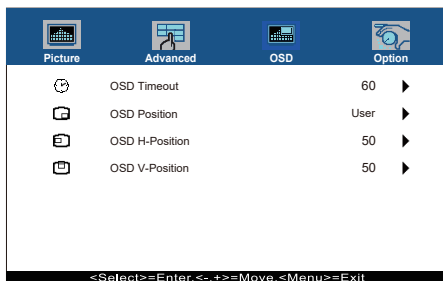 Picture Advanced OSD Option
OSD Timeout 60
OSD Position User
OSD H-Position 50
OSD V-Position 50
<Select>=Enter,<-,+>=Move,<Menu>=Exit